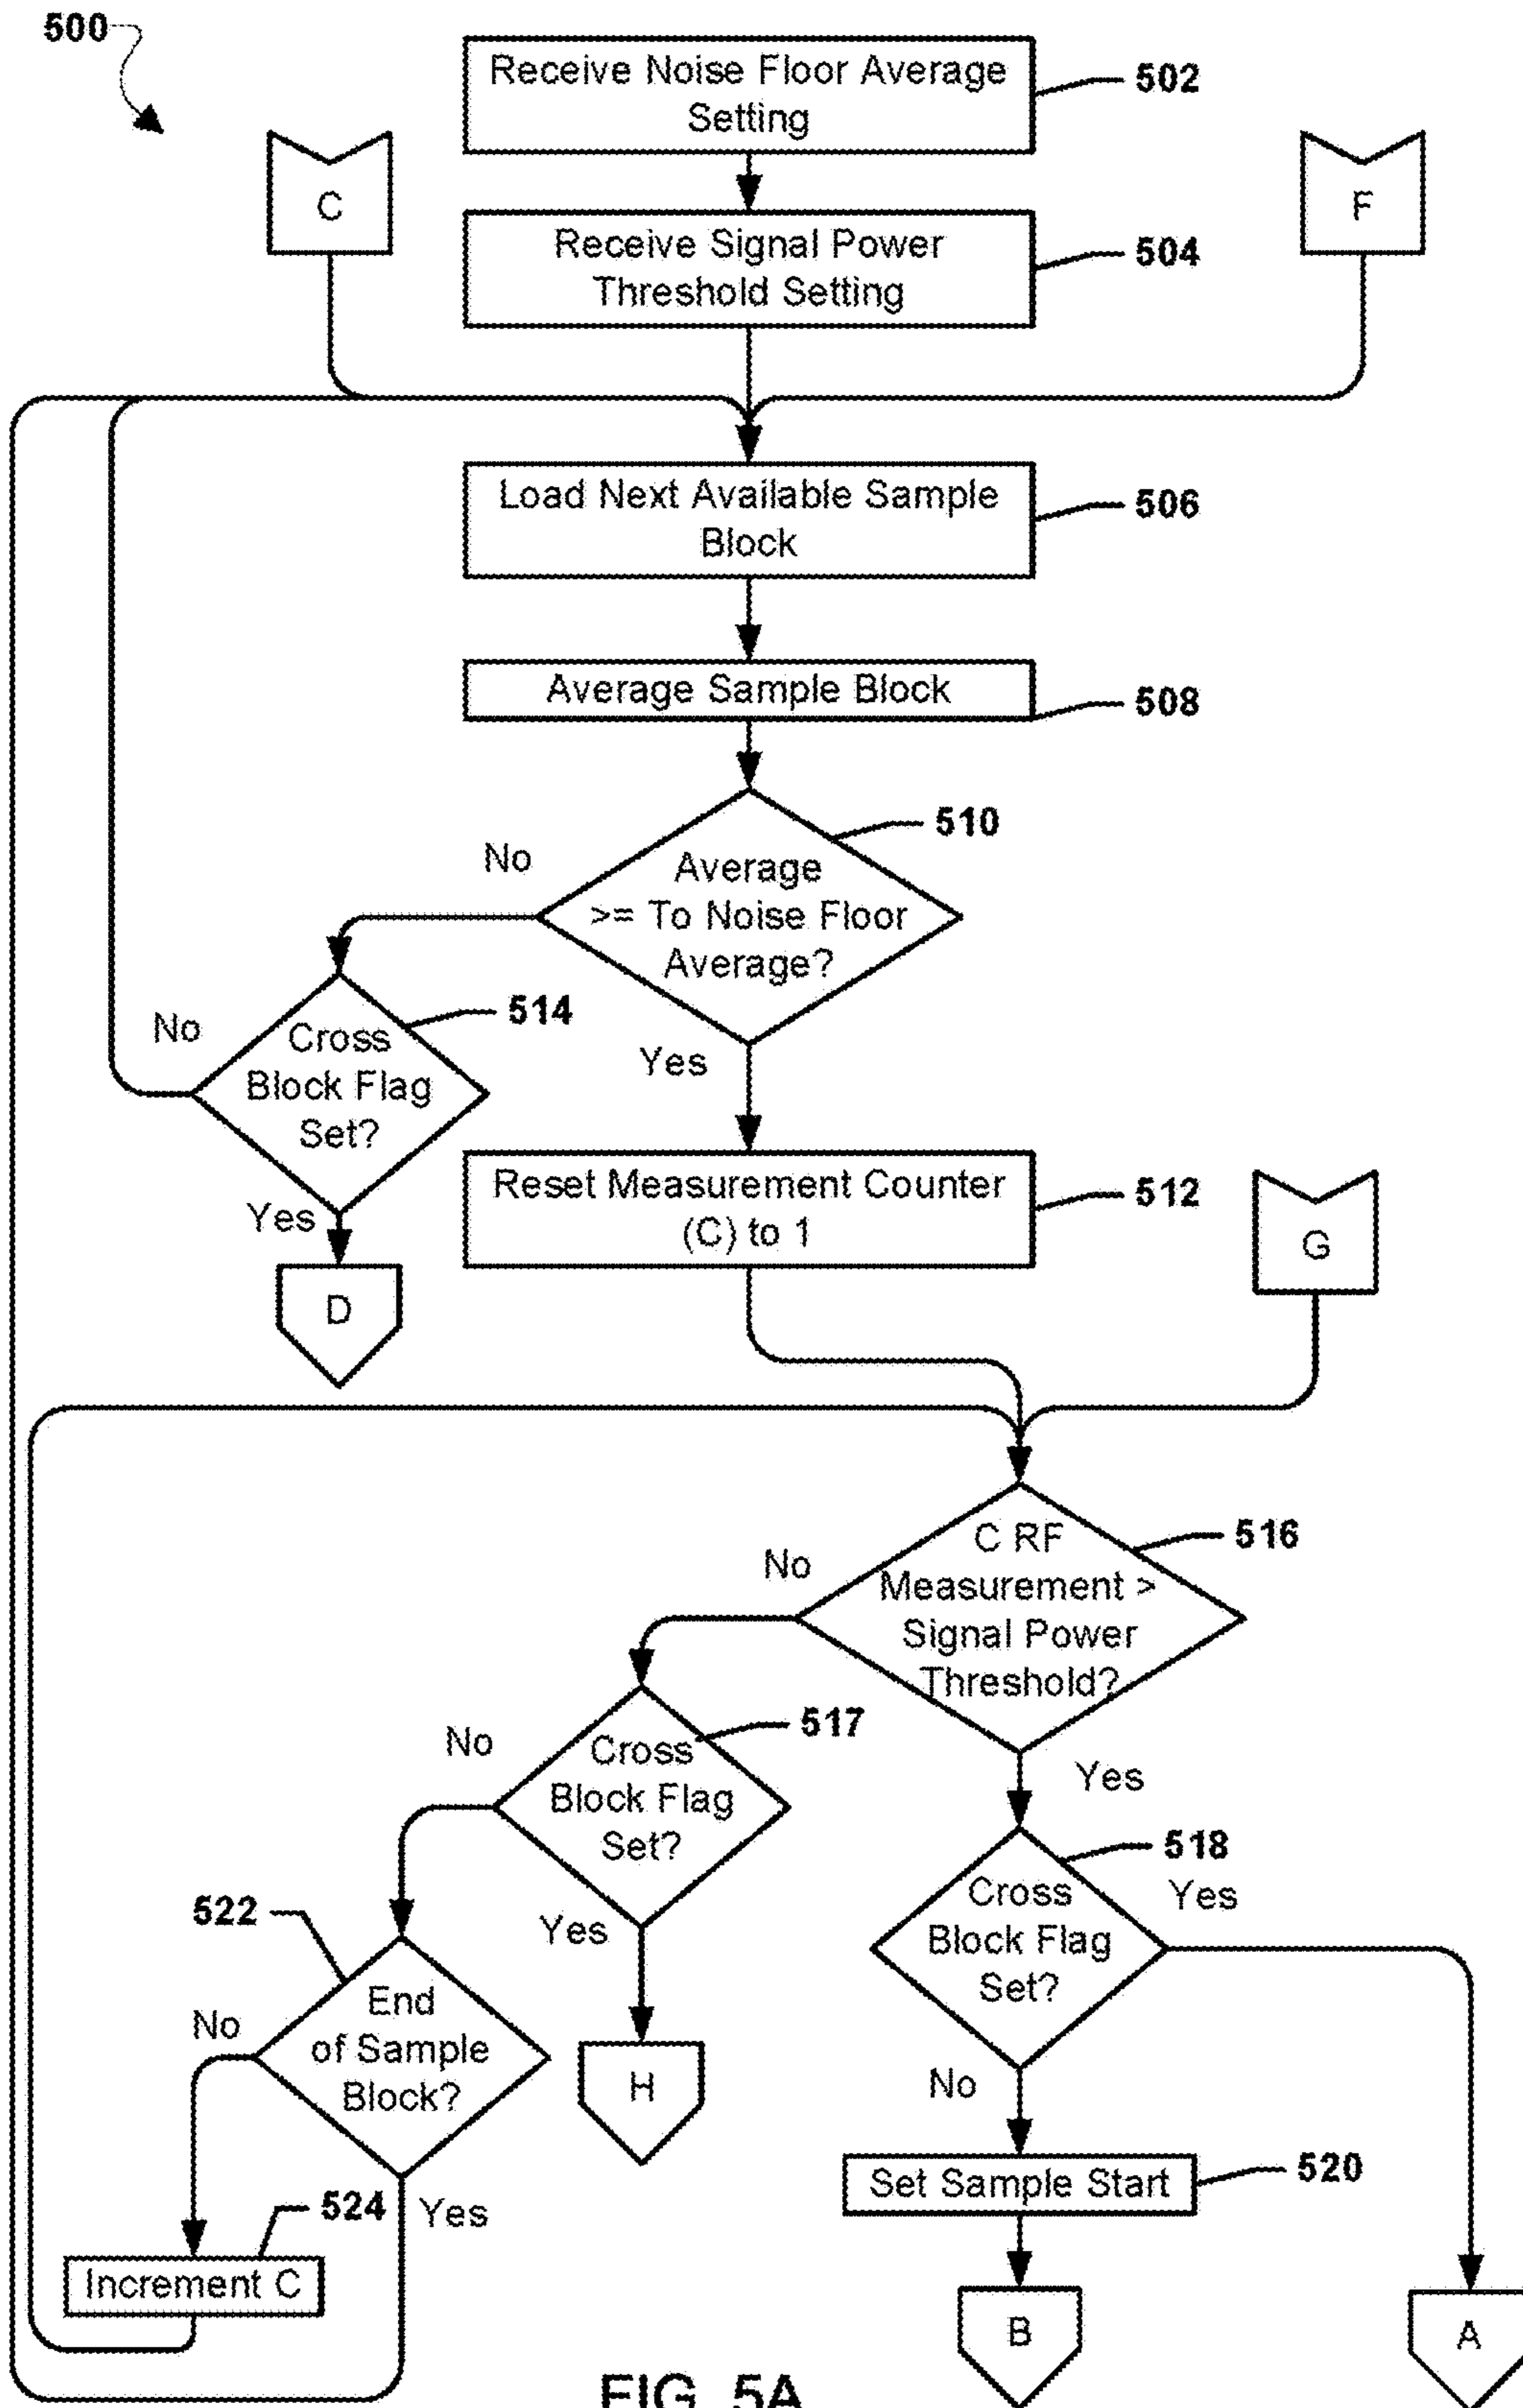 500
Receive Noise Floor Average
Setting
502
C
F
Receive Signal Power
Threshold Setting
504
Load Next Available Sample
Block
506
Average Sample Block
508
510
No
Average
>= To Noise Floor
Average?
514
No
Cross
Block Flag
Set?
Yes
Yes
Reset Measurement Counter
(C) to 1
512
G
D
C RF
Measurement >
Signal Power
Threshold?
516
No
517
No
Cross
Block Flag
Set?
Yes
Yes
518
Cross
Block Flag
Set?
Yes
522
End
of Sample
Block?
No
H
No
Set Sample Start
520
524
Yes
Increment C
B
A
FIG. 5A